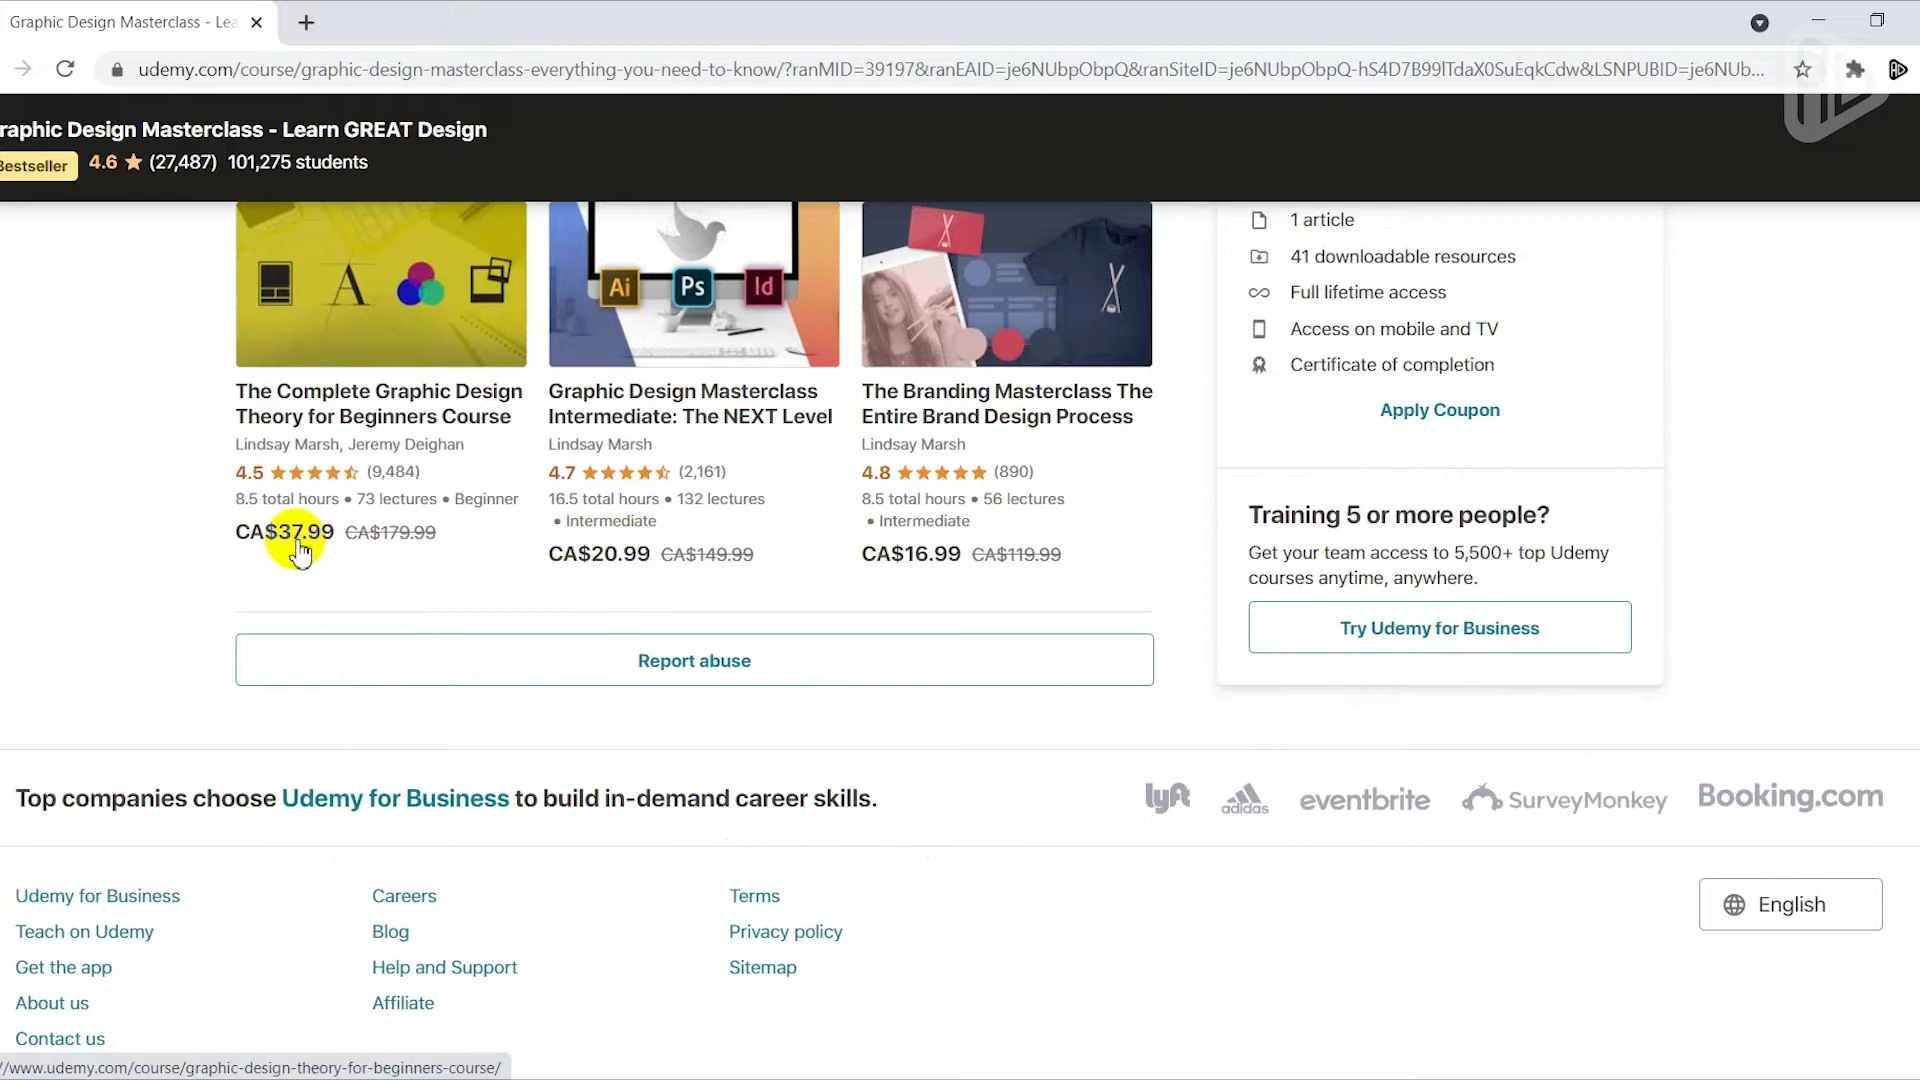 Graphic Design Masterclass - Lea
udemy.com/course/graphic-design-masterclass-everything-you-need-to-know/?ranMID=39197&ranEAID=je6NUbpObpQ&ranSiteID=je6NUbpObpQ-hS4D7B99lTdaX0SuEqkCdw&LSNPUBID=je6NUb...
raphic Design Masterclass - Learn GREAT Design
Bestseller 4.6 (27,487) 101,275 students
Ai Ps Id
A
The Complete Graphic Design
Theory for Beginners Course
Lindsay Marsh, Jeremy Deighan
4.5 (9,484)
8.5 total hours • 73 lectures • Beginner
CA$37.99 CA$179.99
Graphic Design Masterclass
Intermediate: The NEXT Level
Lindsay Marsh
4.7 (2,161)
16.5 total hours • 132 lectures
• Intermediate
CA$20.99 CA$149.99
The Branding Masterclass The
Entire Brand Design Process
Lindsay Marsh
4.8 (890)
8.5 total hours • 56 lectures
• Intermediate
CA$16.99 CA$119.99
1 article
41 downloadable resources
Full lifetime access
Access on mobile and TV
Certificate of completion
Apply Coupon
Training 5 or more people?
Get your team access to 5,500+ top Udemy
courses anytime, anywhere.
Try Udemy for Business
Report abuse
Top companies choose Udemy for Business to build in-demand career skills.
lyft adidas eventbrite SurveyMonkey Booking.com
Udemy for Business
Teach on Udemy
Get the app
About us
Contact us
Careers
Blog
Help and Support
Affiliate
Terms
Privacy policy
Sitemap
English
//www.udemy.com/course/graphic-design-theory-for-beginners-course/